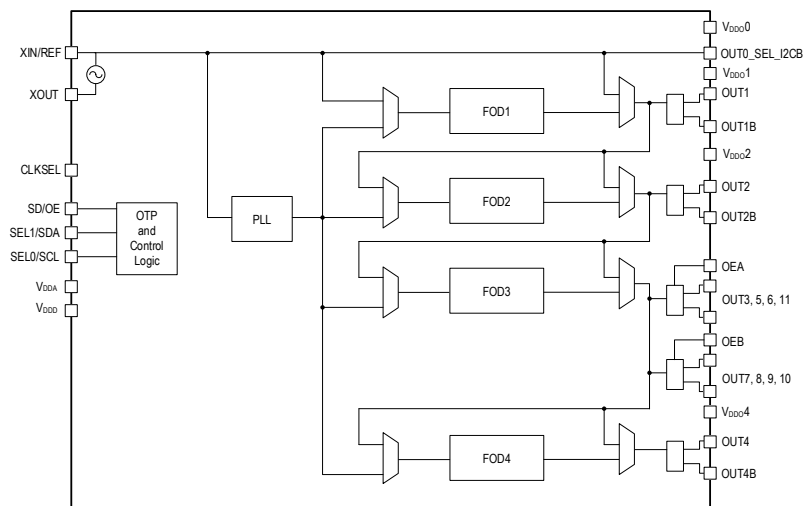 XIN/REF
XOUT
CLKSEL
SD/OE
SEL1/SDA
SEL0/SCL
VDDA
VDDD
OTP
and
Control
Logic
PLL
FOD1
FOD2
FOD3
FOD4
VDDO0
OUT0_SEL_I2CB
VDDO1
OUT1
OUT1B
VDDO2
OUT2
OUT2B
OEA
OUT3, 5, 6, 11
OEB
OUT7, 8, 9, 10
VDDO4
OUT4
OUT4B